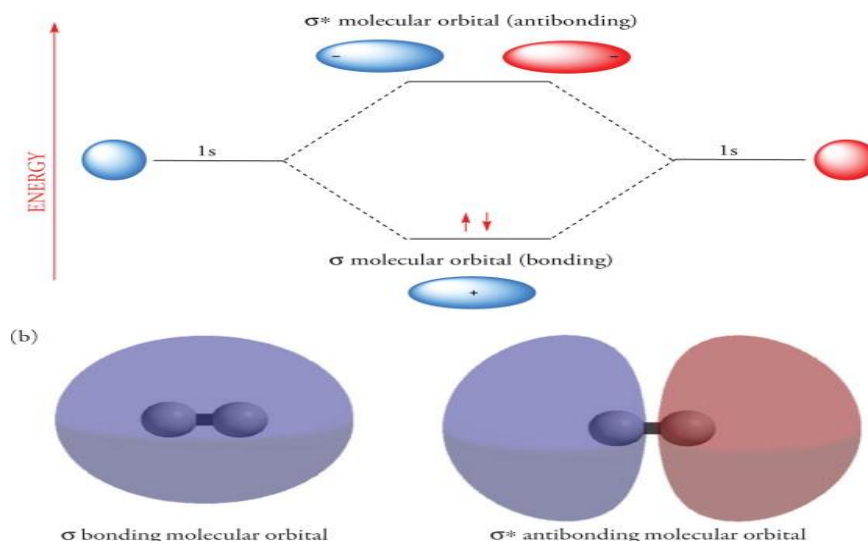 σ* molecular orbital (antibonding)
- -
1s 1s
ENERGY
σ molecular orbital (bonding)
+
(b)
σ bonding molecular orbital σ* antibonding molecular orbital